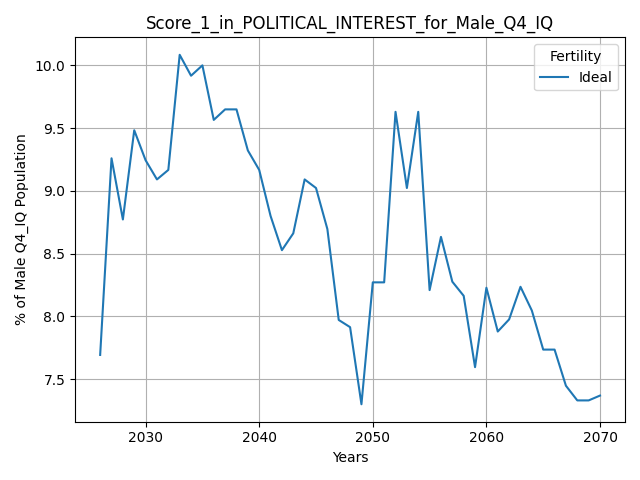 Score_1_in_POLITICAL_INTEREST_for_Male_Q4_IQ
Fertility
Ideal
% of Male Q4_IQ Population
10.0
9.5
9.0
8.5
8.0
7.5
2030 2040 2050 2060 2070
Years